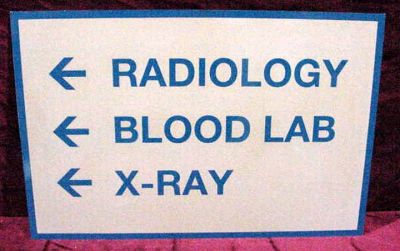 ← RADIOLOGY
← BLOOD LAB
← X-RAY